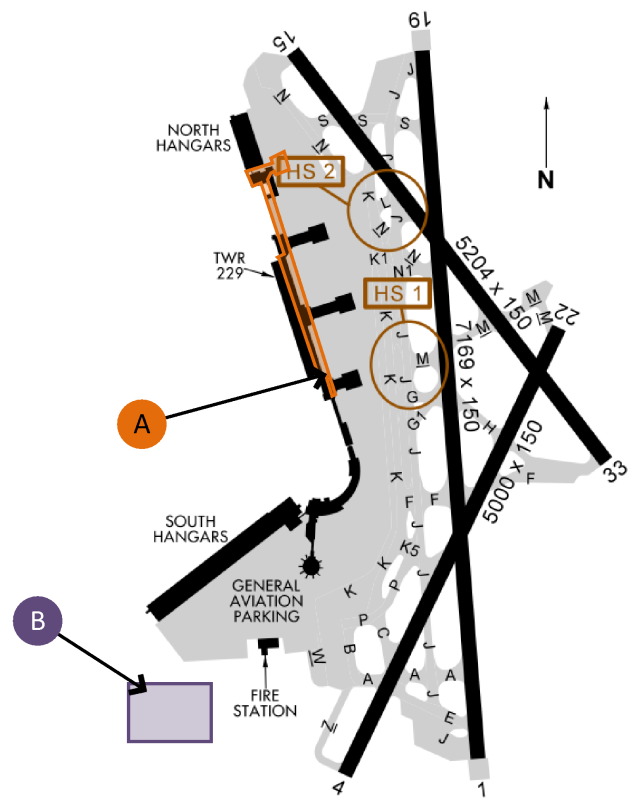 19
15
J
J
N
S
S
S
NORTH
HANGARS
N
J
HS 2
N
K
L
J
N
TWR
229
K1
N
N1
5204 x 150
HS 1
M
M
M
22
K
J
7169 x 150
M
K
J
G
A
G1
H
J
5000 x 150
33
K
F
F
F
J
SOUTH
HANGARS
K5
K
J
P
GENERAL
AVIATION
PARKING
K
B
P
C
B
J
W
A
A
A
J
FIRE
STATION
E
N
J
4
1